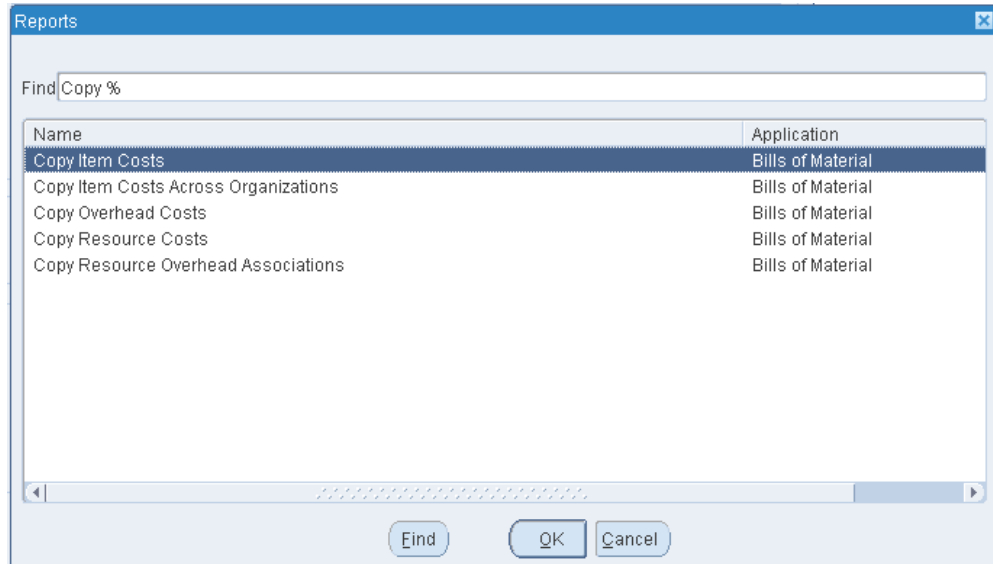 Reports
Find Copy %
Name Application
Copy Item Costs Bills of Material
Copy Item Costs Across Organizations Bills of Material
Copy Overhead Costs Bills of Material
Copy Resource Costs Bills of Material
Copy Resource Overhead Associations Bills of Material
Find OK Cancel